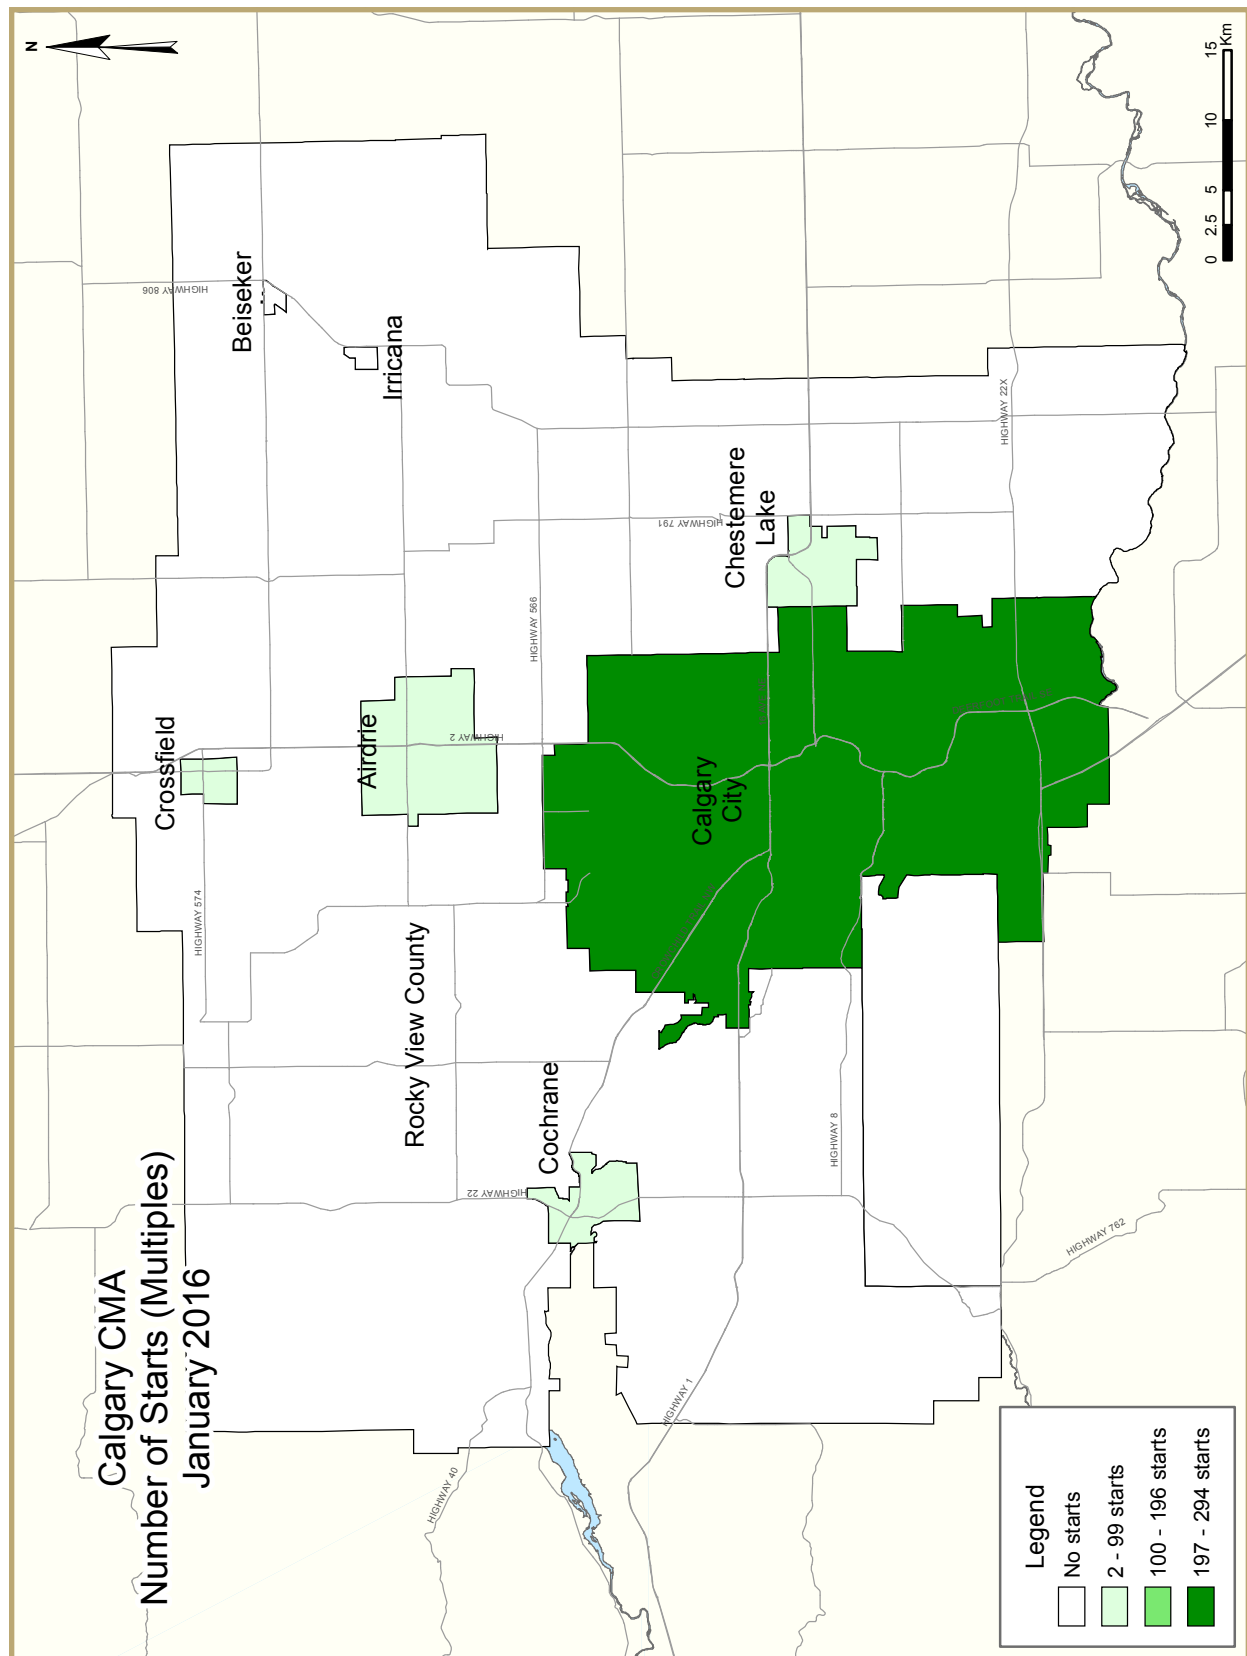 Calgary CMA
Number of Starts (Multiples)
January 2016
N
Crossfield
Beiseker
Irricana
Airdrie
Rocky View County
Cochrane
Calgary
City
Chestemere
Lake
HIGHWAY 574
HIGHWAY 806
HIGHWAY 2
HIGHWAY 566
HIGHWAY 791
HIGHWAY 22
HIGHWAY 40
HIGHWAY 1
HIGHWAY 8
HIGHWAY 22X
HIGHWAY 762
Legend
No starts
2 - 99 starts
100 - 196 starts
197 - 294 starts
0 2.5 5 10 15
Km